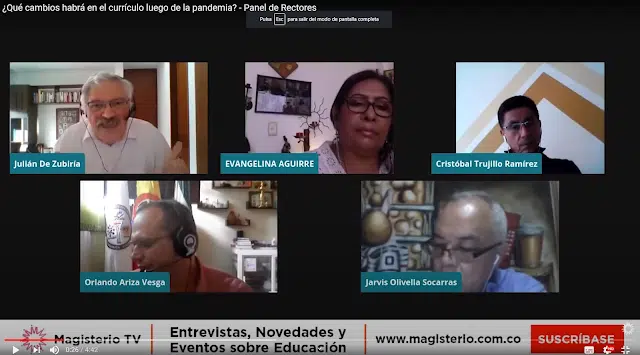 ¿Qué cambios habrá en el currículo luego de la pandemia? - Panel de Rectores
Pulsa Esc para salir del modo de pantalla completa
Julián De Zubiría
EVANGELINA AGUIRRE
Cristóbal Trujillo Ramírez
Orlando Ariza Vesga
Jarvis Olivella Socarras
Magisterio TV
Entrevistas, Novedades y
Eventos sobre Educación
www.magisterio.com.co
SUSCRÍBASE
0:26 / 4:42